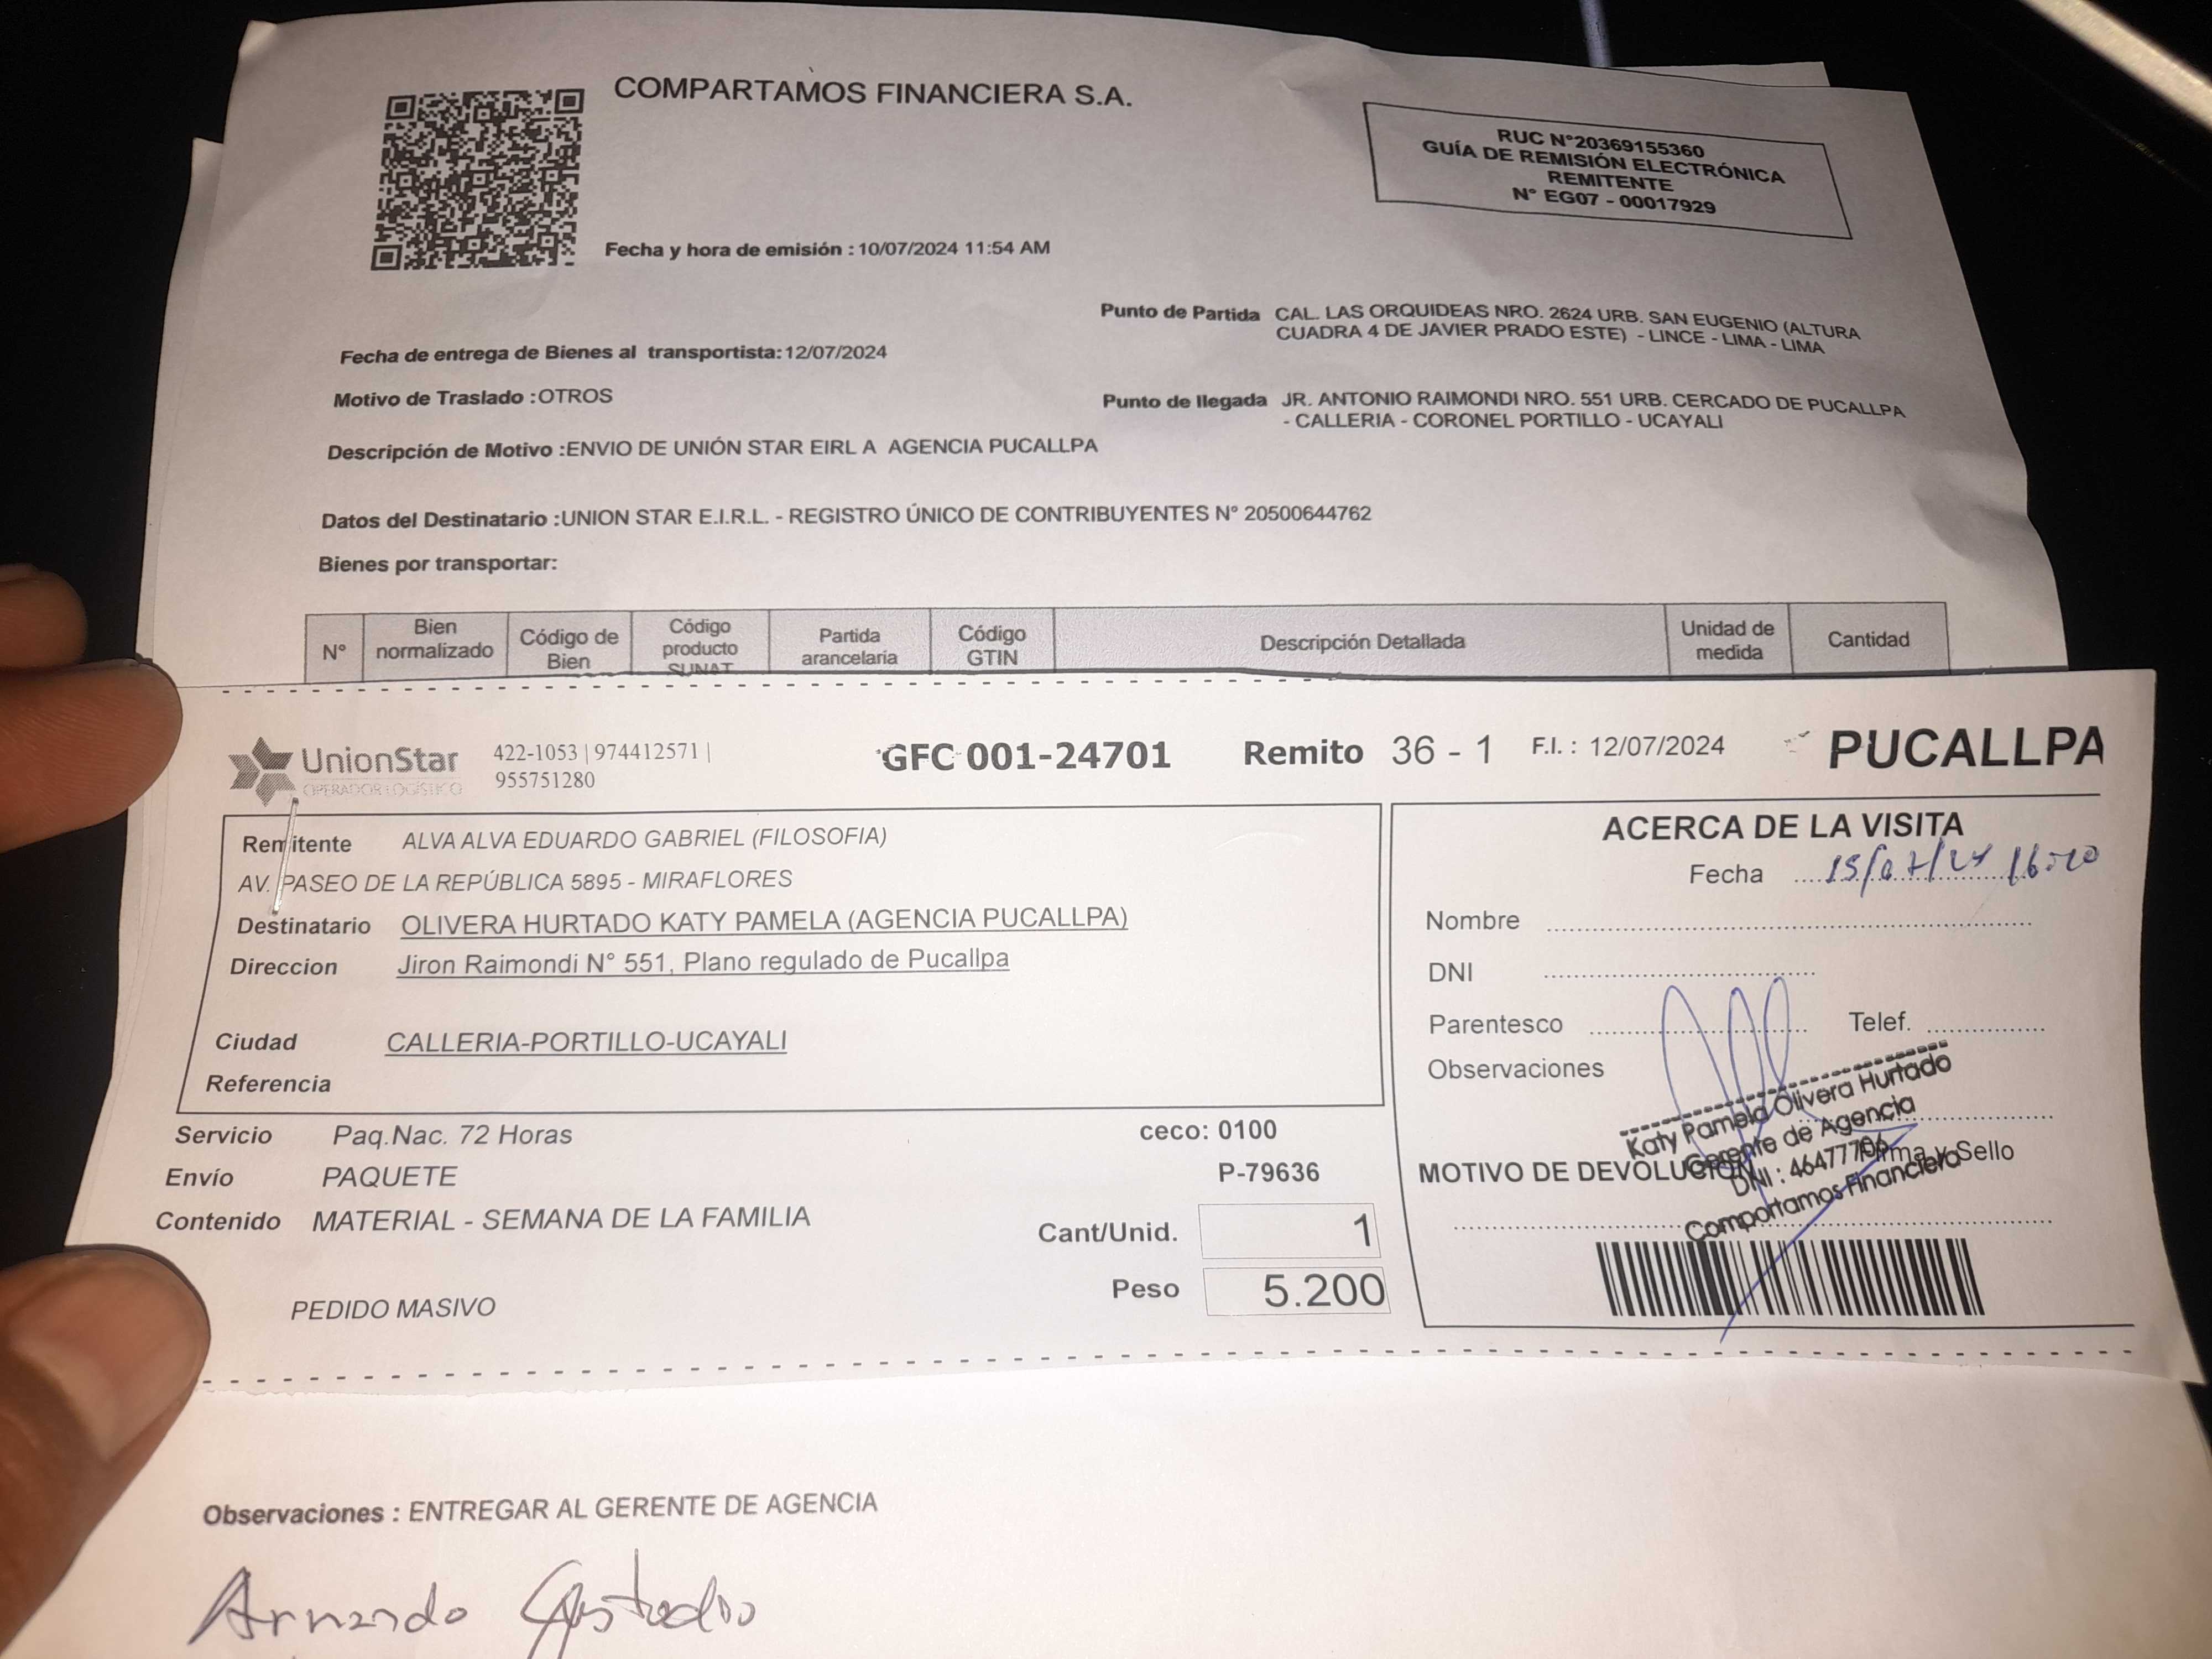 COMPARTAMOS FINANCIERA S.A.
RUC N°20369155360
GUÍA DE REMISIÓN ELECTRÓNICA
REMITENTE
N° EG07 - 00017929
Fecha y hora de emisión : 10/07/2024 11:54 AM
Punto de Partida CAL. LAS ORQUIDEAS NRO. 2624 URB. SAN EUGENIO (ALTURA
CUADRA 4 DE JAVIER PRADO ESTE) - LINCE - LIMA - LIMA
Fecha de entrega de Bienes al transportista: 12/07/2024
Motivo de Traslado : OTROS
Punto de llegada JR. ANTONIO RAIMONDI NRO. 551 URB. CERCADO DE PUCALLPA
- CALLERIA - CORONEL PORTILLO - UCAYALI
Descripción de Motivo : ENVIO DE UNIÓN STAR EIRL A AGENCIA PUCALLPA
Datos del Destinatario : UNION STAR E.I.R.L. - REGISTRO ÚNICO DE CONTRIBUYENTES N° 20500644762
Bienes por transportar:
N° Bien normalizado Código de Bien Código producto SUNAT Partida arancelaria Código GTIN Descripción Detallada Unidad de medida Cantidad
UnionStar
OPERADOR LOGÍSTICO
422-1053 | 974412571 |
955751280
GFC 001-24701 Remito 36 - 1 F.I. : 12/07/2024 PUCALLPA
Remitente ALVA ALVA EDUARDO GABRIEL (FILOSOFIA)
AV. PASEO DE LA REPÚBLICA 5895 - MIRAFLORES
Destinatario OLIVERA HURTADO KATY PAMELA (AGENCIA PUCALLPA)
Direccion Jiron Raimondi N° 551, Plano regulado de Pucallpa
Ciudad CALLERIA-PORTILLO-UCAYALI
Referencia
Servicio Paq.Nac. 72 Horas
ceco: 0100
Envío PAQUETE
P-79636
Contenido MATERIAL - SEMANA DE LA FAMILIA
Cant/Unid. 1
Peso 5.200
PEDIDO MASIVO
ACERCA DE LA VISITA
Fecha 15/07/24 16:20
Nombre
DNI
Parentesco Telef.
Observaciones
Katy Pamela Olivera Hurtado
Gerente de Agencia
DNI : 46477706
Compartamos Financiera
Firma y Sello
MOTIVO DE DEVOLUCION
Observaciones : ENTREGAR AL GERENTE DE AGENCIA
Armando Custodio